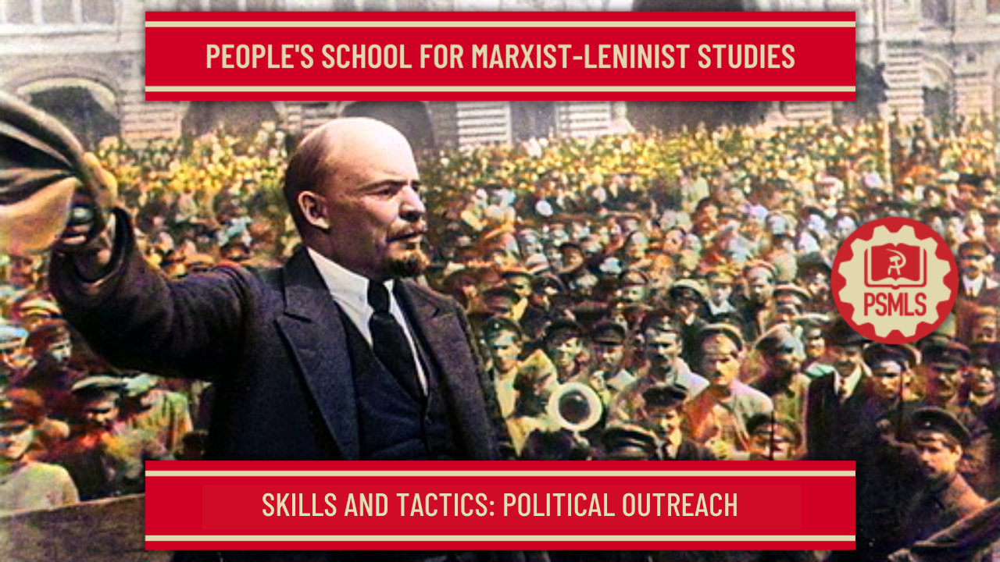 PEOPLE'S SCHOOL FOR MARXIST-LENINIST STUDIES
PSMLS
SKILLS AND TACTICS: POLITICAL OUTREACH